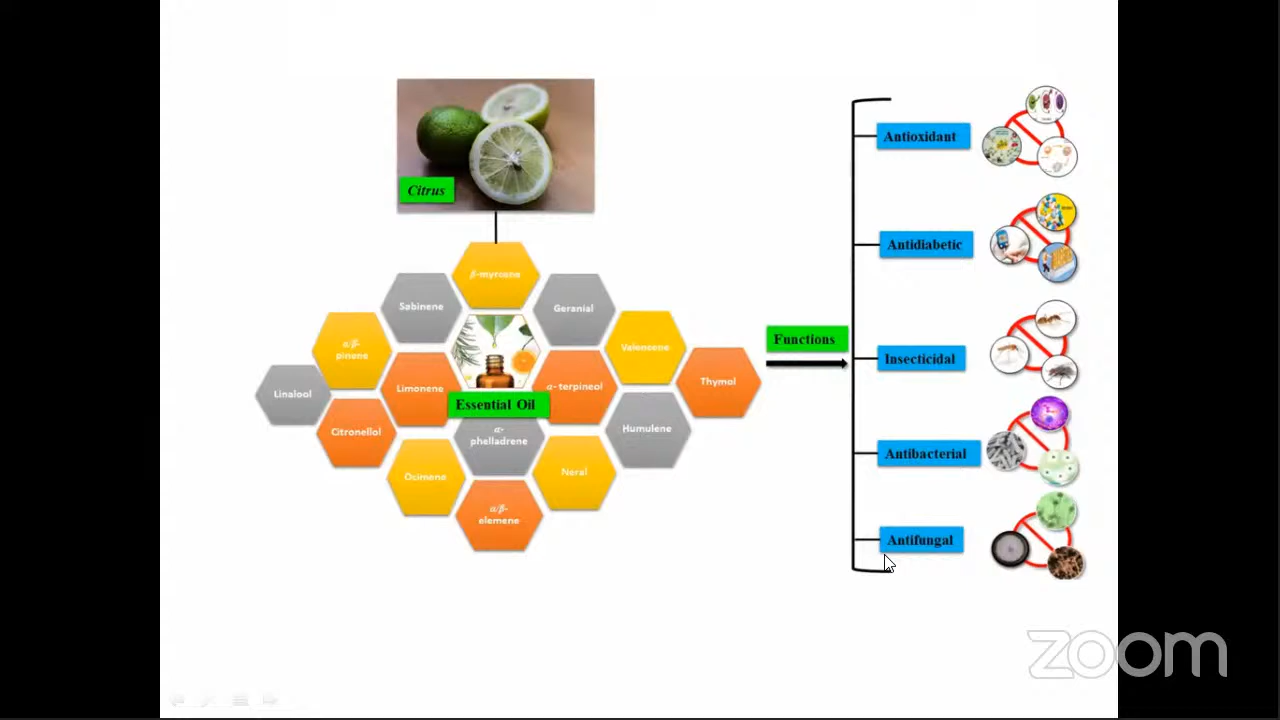 Citrus
β-myrcene
Sabinene
Geranial
α/β-
pinene
Valencene
Linalool
Limonene
α- terpineol
Thymol
Essential Oil
Citronellol
α-
phelladrene
Humulene
Ocimene
Neral
α/β-
elemene
Functions
Antioxidant
Antidiabetic
Insecticidal
Antibacterial
Antifungal
zoom